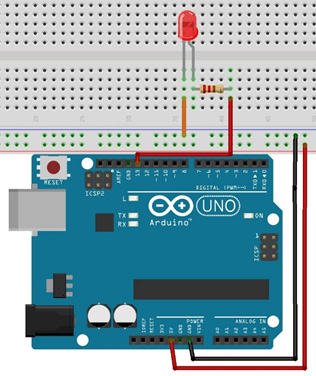 RESET
ICSP2
AREF
GND
13
12
11
10
9
8
7
6
5
4
3
2
TX▸1
RX◂0
DIGITAL (PWM~)
L
TX
RX
UNO
Arduino
ON
ICSP
IOREF
RESET
3V3
5V
GND
GND
VIN
POWER
ANALOG IN
A0
A1
A2
A3
A4
A5